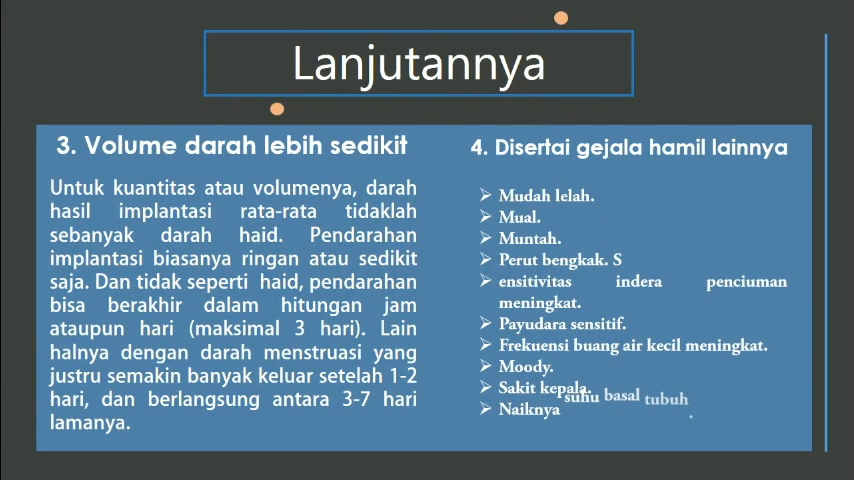 Lanjutannya
3. Volume darah lebih sedikit
Untuk kuantitas atau volumenya, darah
hasil implantasi rata-rata tidaklah
sebanyak darah haid. Pendarahan
implantasi biasanya ringan atau sedikit
saja. Dan tidak seperti haid, pendarahan
bisa berakhir dalam hitungan jam
ataupun hari (maksimal 3 hari). Lain
halnya dengan darah menstruasi yang
justru semakin banyak keluar setelah 1-2
hari, dan berlangsung antara 3-7 hari
lamanya.
4. Disertai gejala hamil lainnya
Mudah lelah.
Mual.
Muntah.
Perut bengkak. S
ensitivitas indera penciuman
meningkat.
Payudara sensitif.
Frekuensi buang air kecil meningkat.
Moody.
Sakit kepala.
Naiknya suhu basal tubuh.